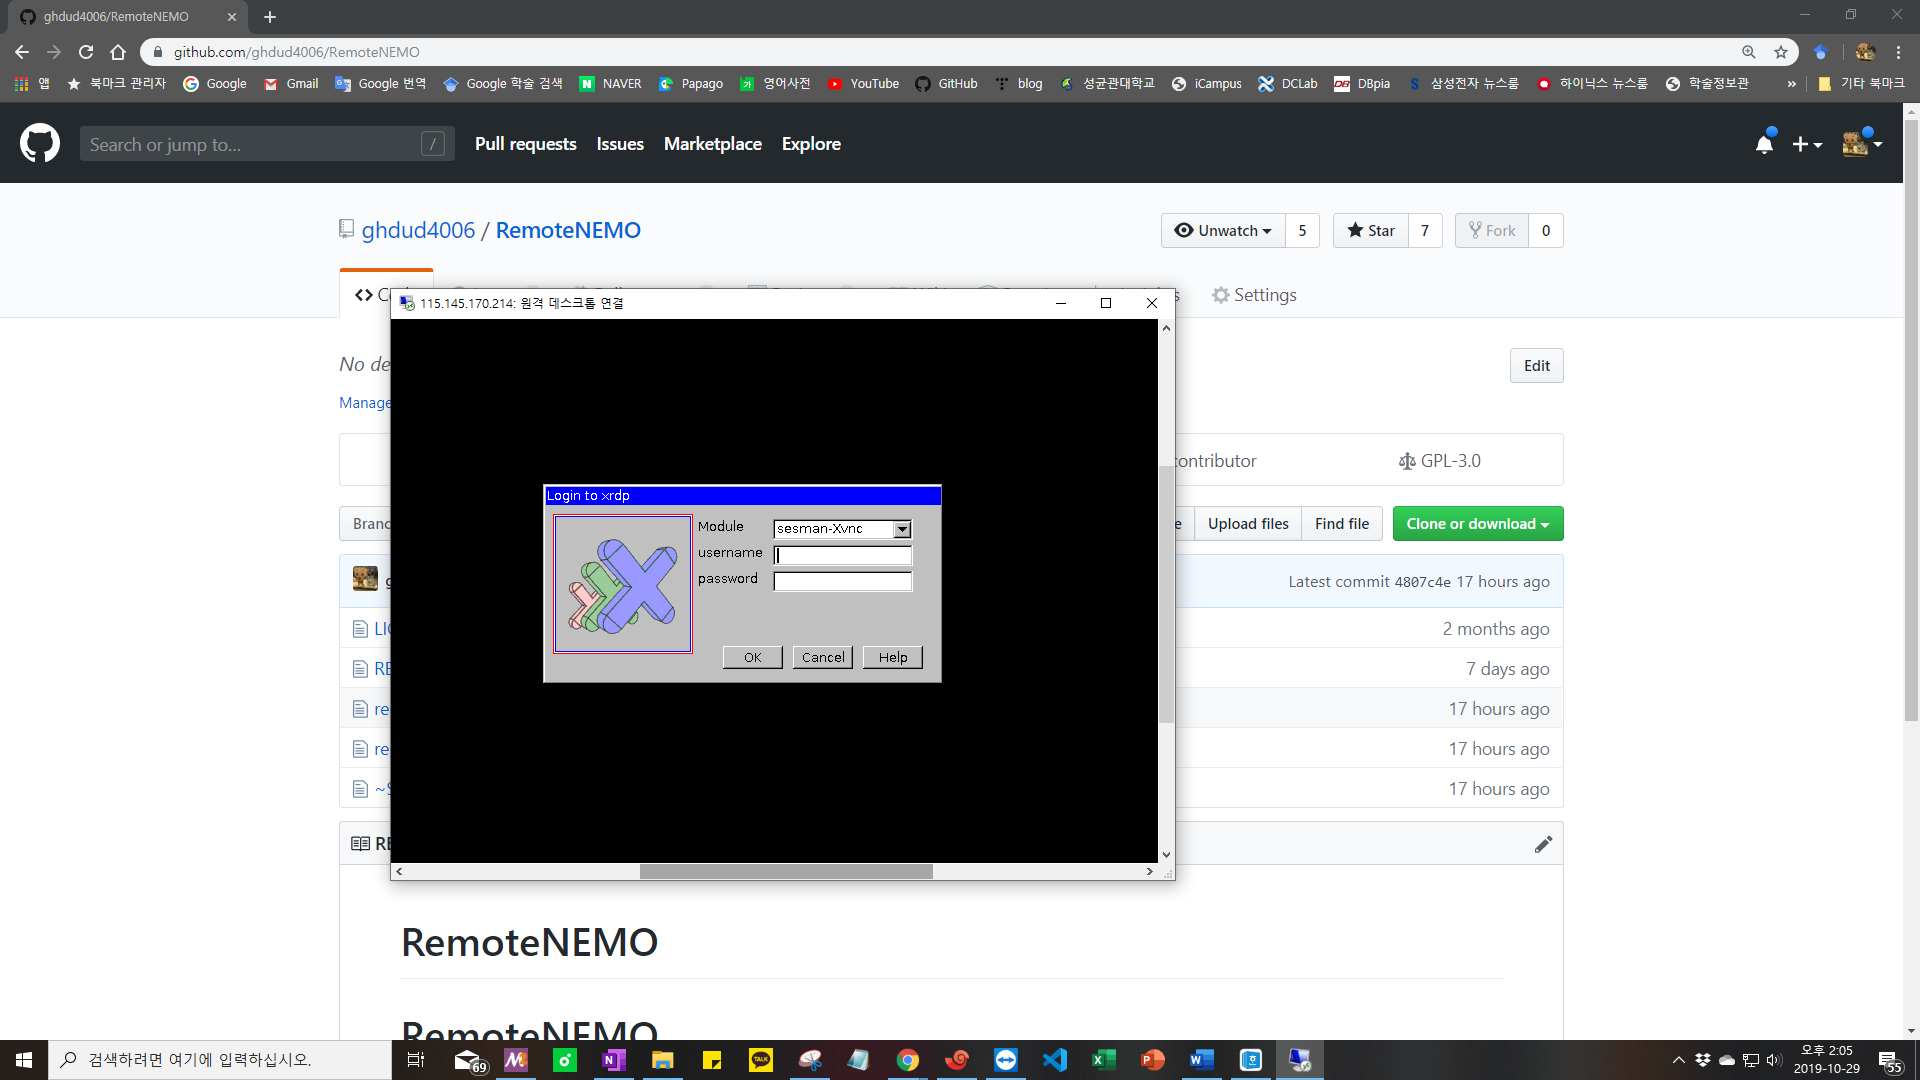 ghdud4006/RemoteNEMO
github.com/ghdud4006/RemoteNEMO
앱 북마크 관리자 Google Gmail Google 번역 Google 학술 검색 NAVER Papago 영어사전 YouTube GitHub blog 성균관대학교 iCampus DCLab DBpia 삼성전자 뉴스룸 하이닉스 뉴스룸 학술정보관 » 기타 북마크
Search or jump to... / Pull requests Issues Marketplace Explore
ghdud4006 / RemoteNEMO Unwatch 5 Star 7 Fork 0
Settings
115.145.170.214: 원격 데스크톱 연결
No de
Edit
Manage
contributor GPL-3.0
Login to xrdp
Module sesman-Xvnc
username
password
OK Cancel Help
Branc
Upload files Find file Clone or download
Latest commit 4807c4e 17 hours ago
LI
2 months ago
RE
7 days ago
re
17 hours ago
re
17 hours ago
17 hours ago
RE
RemoteNEMO
RemoteNEMO
검색하려면 여기에 입력하십시오.
69
TALK
오후 2:05
2019-10-29
55